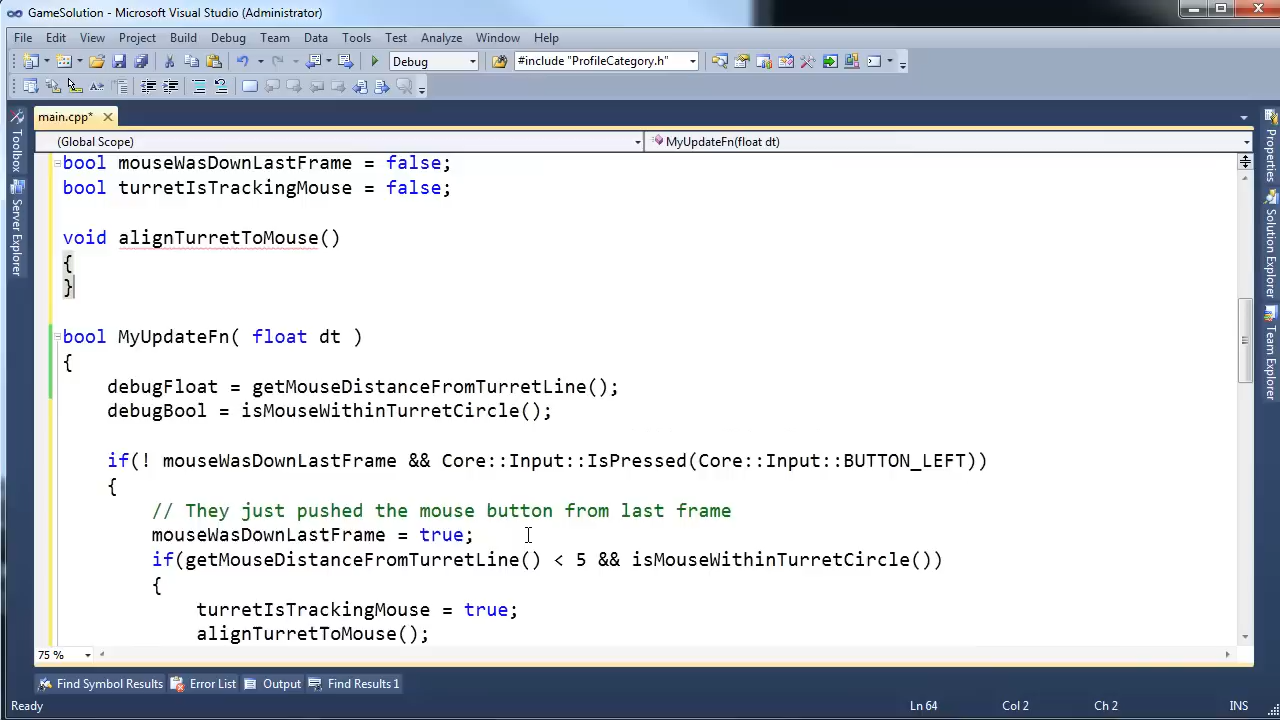 GameSolution - Microsoft Visual Studio (Administrator)
File Edit View Project Build Debug Team Data Tools Test Analyze Window Help
Debug #include "ProfileCategory.h"
main.cpp*
(Global Scope) MyUpdateFn(float dt)
bool mouseWasDownLastFrame = false;
bool turretIsTrackingMouse = false;
void alignTurretToMouse()
{
}
bool MyUpdateFn( float dt )
{
debugFloat = getMouseDistanceFromTurretLine();
debugBool = isMouseWithinTurretCircle();
if(! mouseWasDownLastFrame && Core::Input::IsPressed(Core::Input::BUTTON_LEFT))
{
// They just pushed the mouse button from last frame
mouseWasDownLastFrame = true;
if(getMouseDistanceFromTurretLine() < 5 && isMouseWithinTurretCircle())
{
turretIsTrackingMouse = true;
alignTurretToMouse();
75 %
Find Symbol Results Error List Output Find Results 1
Ready Ln 64 Col 2 Ch 2 INS
Toolbox
Server Explorer
Properties
Solution Explorer
Team Explorer